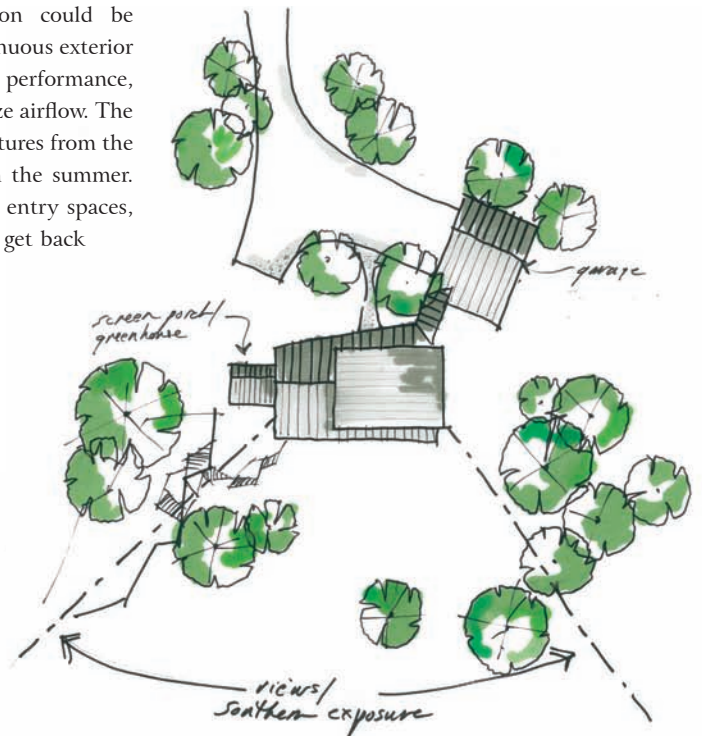 on could be
nuous exterior
performance,
ze airflow. The
tures from the
n the summer.
entry spaces,
get back
garage
screen porch/
greenhouse
views/
Southern exposure